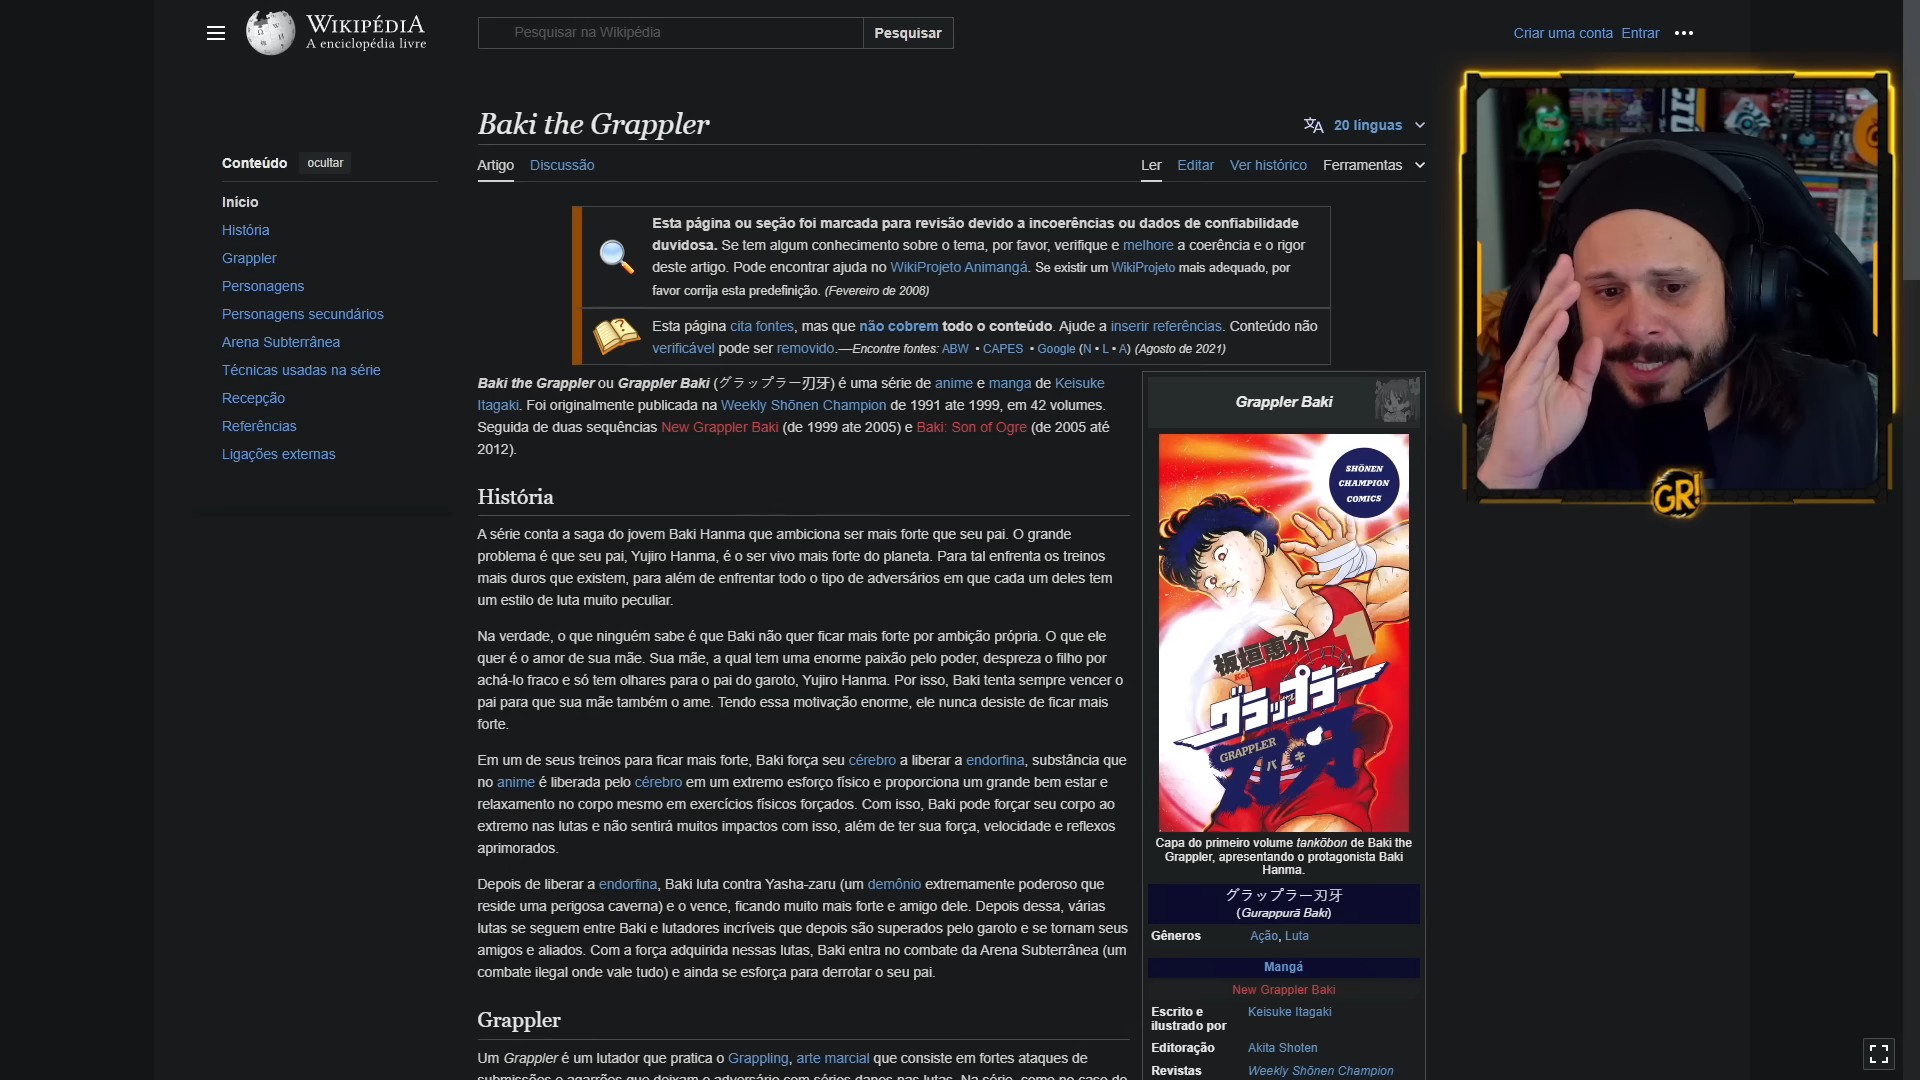 WIKIPÉDIA
A enciclopédia livre
Pesquisar na Wikipédia
Pesquisar
Criar uma conta Entrar
Baki the Grappler
20 línguas
Artigo Discussão
Ler Editar Ver histórico Ferramentas
Conteúdo ocultar
Início
História
Grappler
Personagens
Personagens secundários
Arena Subterrânea
Técnicas usadas na série
Recepção
Referências
Ligações externas
Esta página ou seção foi marcada para revisão devido a incoerências ou dados de confiabilidade
duvidosa. Se tem algum conhecimento sobre o tema, por favor, verifique e melhore a coerência e o rigor
deste artigo. Pode encontrar ajuda no WikiProjeto Animangá. Se existir um WikiProjeto mais adequado, por
favor corrija esta predefinição. (Fevereiro de 2008)
Esta página cita fontes, mas que não cobrem todo o conteúdo. Ajude a inserir referências. Conteúdo não
verificável pode ser removido.—Encontre fontes: ABW • CAPES • Google (N • L • A) (Agosto de 2021)
Baki the Grappler ou Grappler Baki (グラップラー刃牙) é uma série de anime e manga de Keisuke
Itagaki. Foi originalmente publicada na Weekly Shōnen Champion de 1991 ate 1999, em 42 volumes.
Seguida de duas sequências New Grappler Baki (de 1999 ate 2005) e Baki: Son of Ogre (de 2005 até
2012).
História
A série conta a saga do jovem Baki Hanma que ambiciona ser mais forte que seu pai. O grande
problema é que seu pai, Yujiro Hanma, é o ser vivo mais forte do planeta. Para tal enfrenta os treinos
mais duros que existem, para além de enfrentar todo o tipo de adversários em que cada um deles tem
um estilo de luta muito peculiar.
Na verdade, o que ninguém sabe é que Baki não quer ficar mais forte por ambição própria. O que ele
quer é o amor de sua mãe. Sua mãe, a qual tem uma enorme paixão pelo poder, despreza o filho por
achá-lo fraco e só tem olhares para o pai do garoto, Yujiro Hanma. Por isso, Baki tenta sempre vencer o
pai para que sua mãe também o ame. Tendo essa motivação enorme, ele nunca desiste de ficar mais
forte.
Em um de seus treinos para ficar mais forte, Baki força seu cérebro a liberar a endorfina, substância que
no anime é liberada pelo cérebro em um extremo esforço físico e proporciona um grande bem estar e
relaxamento no corpo mesmo em exercícios físicos forçados. Com isso, Baki pode forçar seu corpo ao
extremo nas lutas e não sentirá muitos impactos com isso, além de ter sua força, velocidade e reflexos
aprimorados.
Depois de liberar a endorfina, Baki luta contra Yasha-zaru (um demônio extremamente poderoso que
reside uma perigosa caverna) e o vence, ficando muito mais forte e amigo dele. Depois dessa, várias
lutas se seguem entre Baki e lutadores incríveis que depois são superados pelo garoto e se tornam seus
amigos e aliados. Com a força adquirida nessas lutas, Baki entra no combate da Arena Subterrânea (um
combate ilegal onde vale tudo) e ainda se esforça para derrotar o seu pai.
Grappler
Um Grappler é um lutador que pratica o Grappling, arte marcial que consiste em fortes ataques de
Grappler Baki
SHŌNEN
CHAMPION
COMICS
板垣恵介
1
グラップラー
GRAPPLER
バキ
刃牙
Capa do primeiro volume tankōbon de Baki the
Grappler, apresentando o protagonista Baki
Hanma.
グラップラー刃牙
(Gurappurā Baki)
Gêneros Ação, Luta
Mangá
New Grappler Baki
Escrito e
ilustrado por Keisuke Itagaki
Editoração Akita Shoten
Revistas Weekly Shōnen Champion
GR!